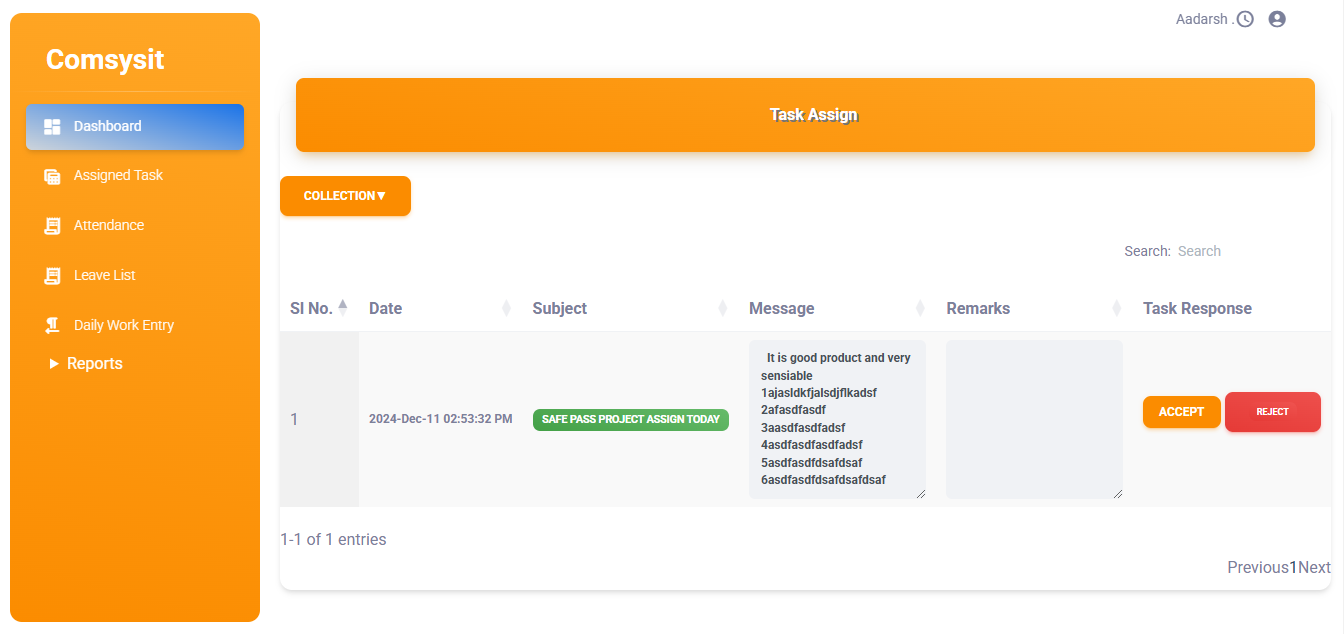 Aadarsh .
Comsysit
Dashboard
Assigned Task
Attendance
Leave List
Daily Work Entry
Reports
Task Assign
COLLECTION▼
Search: Search
Sl No. Date Subject Message Remarks Task Response
1 2024-Dec-11 02:53:32 PM SAFE PASS PROJECT ASSIGN TODAY
It is good product and very
sensiable
1ajasldkfjalsdjflkadsf
2afasdfasdf
3aasdfasdfadsf
4asdfasdfasdfadsf
5asdfasdfdsafdsaf
6asdfasdfdsafdsafdsaf
ACCEPT REJECT
1-1 of 1 entries
Previous1Next